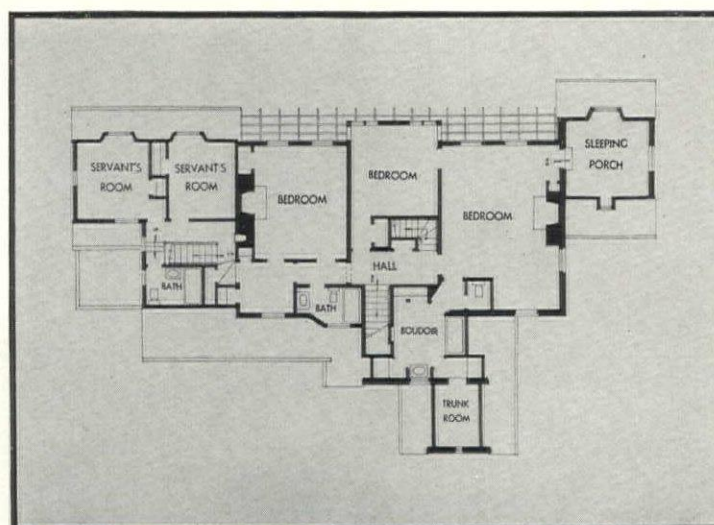 SERVANT'S
ROOM
SERVANT'S
ROOM
BEDROOM
BEDROOM
BEDROOM
SLEEPING
PORCH
HALL
BATH
BATH
BOUDOIR
TRUNK
ROOM